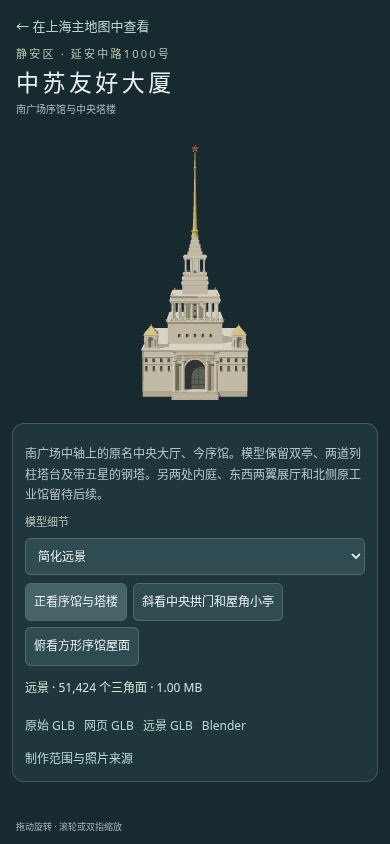 ← 在上海主地图中查看
静安区 · 延安中路1000号
中苏友好大厦
南广场序馆与中央塔楼
南广场中轴上的原名中央大厅、今序馆。模型保留双亭、两道列
柱塔台及带五星的钢塔。另两处内庭、东西两翼展厅和北侧原工
业馆留待后续。
模型细节
简化远景
正看序馆与塔楼 斜看中央拱门和屋角小亭
俯看方形序馆屋面
远景 · 51,424 个三角面 · 1.00 MB
原始 GLB 网页 GLB 远景 GLB Blender
制作范围与照片来源
拖动旋转 · 滚轮或双指缩放